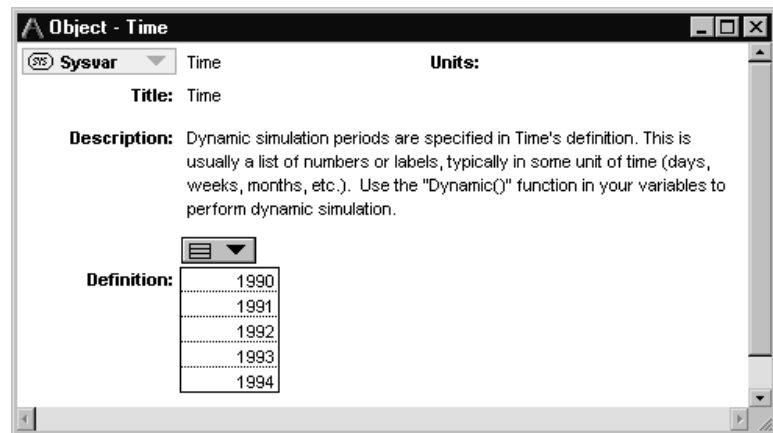 Object - Time
Sysvar Time Units:
Title: Time
Description: Dynamic simulation periods are specified in Time's definition. This is
usually a list of numbers or labels, typically in some unit of time (days,
weeks, months, etc.). Use the "Dynamic()" function in your variables to
perform dynamic simulation.
Definition: 1990
1991
1992
1993
1994